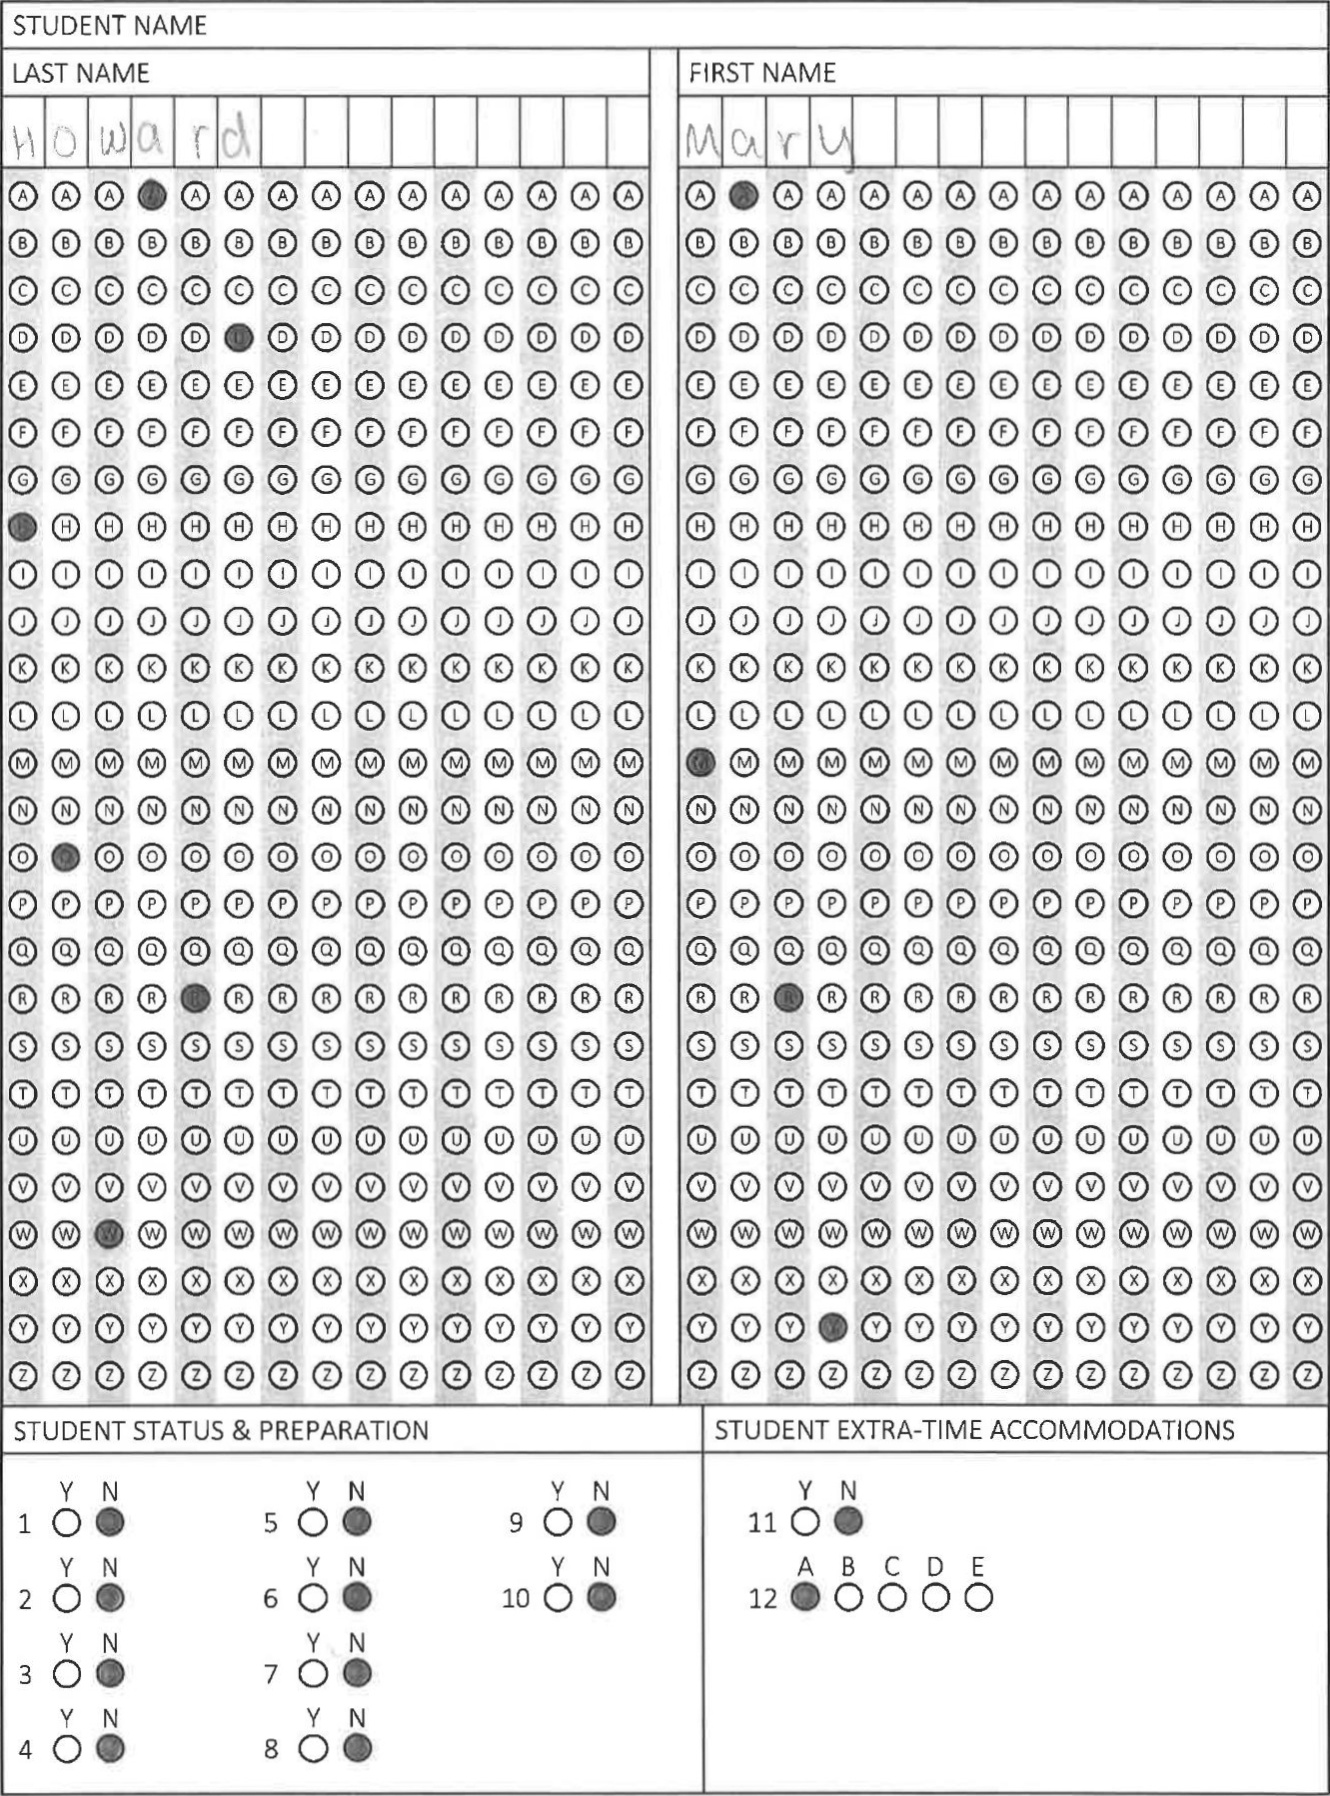 STUDENT NAME
LAST NAME FIRST NAME
Howard Mary
A A A A A A A A A A A A A A A A A A A A A A A A A A A A A A
B B B B B B B B B B B B B B B B B B B B B B B B B B B B B B
C C C C C C C C C C C C C C C C C C C C C C C C C C C C C C
D D D D D D D D D D D D D D D D D D D D D D D D D D D D D D
E E E E E E E E E E E E E E E E E E E E E E E E E E E E E E
F F F F F F F F F F F F F F F F F F F F F F F F F F F F F F
G G G G G G G G G G G G G G G G G G G G G G G G G G G G G G
H H H H H H H H H H H H H H H H H H H H H H H H H H H H H H
I I I I I I I I I I I I I I I I I I I I I I I I I I I I I I
J J J J J J J J J J J J J J J J J J J J J J J J J J J J J J
K K K K K K K K K K K K K K K K K K K K K K K K K K K K K K
L L L L L L L L L L L L L L L L L L L L L L L L L L L L L L
M M M M M M M M M M M M M M M M M M M M M M M M M M M M M M
N N N N N N N N N N N N N N N N N N N N N N N N N N N N N N
O O O O O O O O O O O O O O O O O O O O O O O O O O O O O O
P P P P P P P P P P P P P P P P P P P P P P P P P P P P P P
Q Q Q Q Q Q Q Q Q Q Q Q Q Q Q Q Q Q Q Q Q Q Q Q Q Q Q Q Q Q
R R R R R R R R R R R R R R R R R R R R R R R R R R R R R R
S S S S S S S S S S S S S S S S S S S S S S S S S S S S S S
T T T T T T T T T T T T T T T T T T T T T T T T T T T T T T
U U U U U U U U U U U U U U U U U U U U U U U U U U U U U U
V V V V V V V V V V V V V V V V V V V V V V V V V V V V V V
W W W W W W W W W W W W W W W W W W W W W W W W W W W W W W
X X X X X X X X X X X X X X X X X X X X X X X X X X X X X X
Y Y Y Y Y Y Y Y Y Y Y Y Y Y Y Y Y Y Y Y Y Y Y Y Y Y Y Y Y Y
Z Z Z Z Z Z Z Z Z Z Z Z Z Z Z Z Z Z Z Z Z Z Z Z Z Z Z Z Z Z
STUDENT STATUS & PREPARATION STUDENT EXTRA-TIME ACCOMMODATIONS
Y N Y N Y N Y N
1 5 9 11
Y N Y N Y N A B C D E
2 6 10 12
Y N Y N
3 7
Y N Y N
4 8